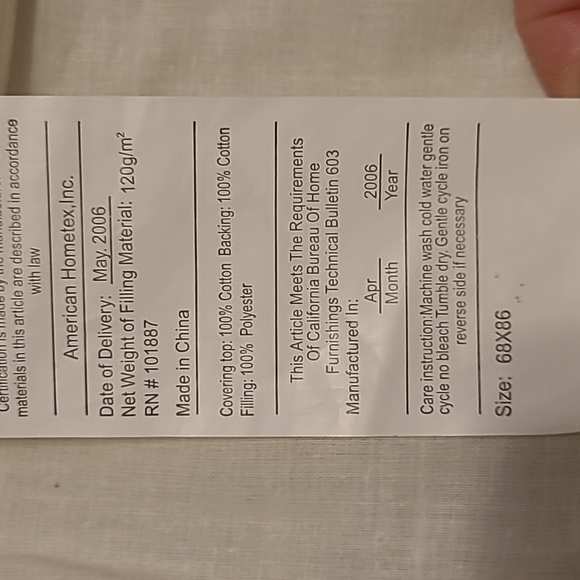 materials in this article are described in accordance
with law
American Hometex,Inc.
Date of Delivery: May, 2006
Net Weight of Filling Material: 120g/m²
RN # 101887
Made in China
Covering top: 100% Cotton Backing: 100% Cotton
Filling: 100% Polyester
This Article Meets The Requirements
Of California Bureau Of Home
Furnishings Technical Bulletin 603
Manufactured In:
Apr 2006
Month Year
Care instruction:Machine wash cold water gentle
cycle no bleach Tumble dry. Gentle cycle iron on
reverse side if necessary
Size: 68X86